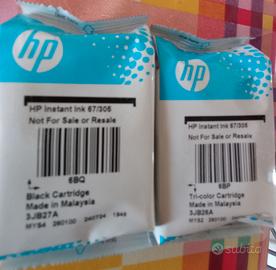 hp
HP Instant Ink 67/305
Not For Sale or Resale
6BQ
Black Cartridge
Made in Malaysia
3JB27A
hp
HP Instant Ink 67/305
Not For Sale or Resale
6BP
Tri-color Cartridge
Made in Malaysia
3JB26A
subito